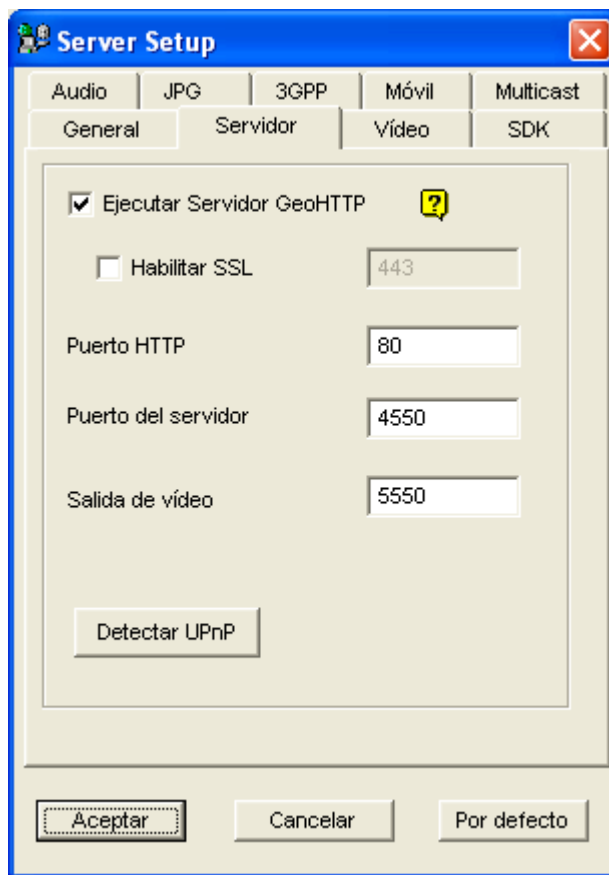 Server Setup
Audio JPG 3GPP Móvil Multicast
General Servidor Vídeo SDK
Ejecutar Servidor GeoHTTP ?
Habilitar SSL 443
Puerto HTTP 80
Puerto del servidor 4550
Salida de vídeo 5550
Detectar UPnP
Aceptar Cancelar Por defecto